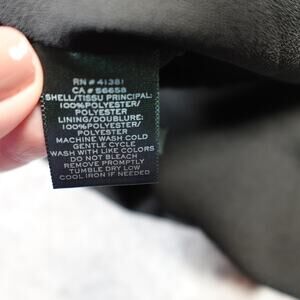 RN # 41381
CA # 56658
SHELL/TISSU PRINCIPAL:
100%POLYESTER/
POLYESTER
LINING/DOUBLURE:
100%POLYESTER/
POLYESTER
MACHINE WASH COLD
GENTLE CYCLE
WASH WITH LIKE COLORS
DO NOT BLEACH
REMOVE PROMPTLY
TUMBLE DRY LOW
COOL IRON IF NEEDED